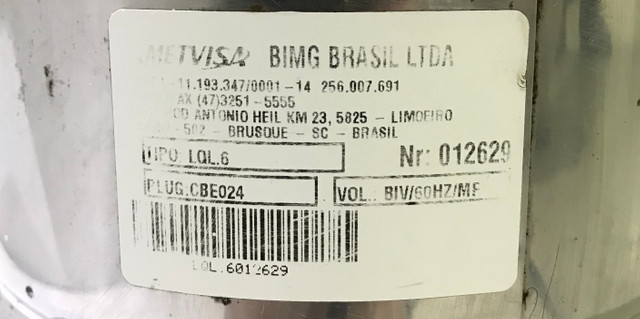 METVISA BIMG BRASIL LTDA
11.193.347/0001-14 256.007.691
AX (47)3251-5555
OD ANTONIO HEIL KM 23, 5825 - LIMOEIRO
502 - BRUSQUE - SC - BRASIL
TIPO: LQL.6 Nr: 012629
PLUG.CBE024 VOL.: BIV/60HZ/MF
LQL.6012629